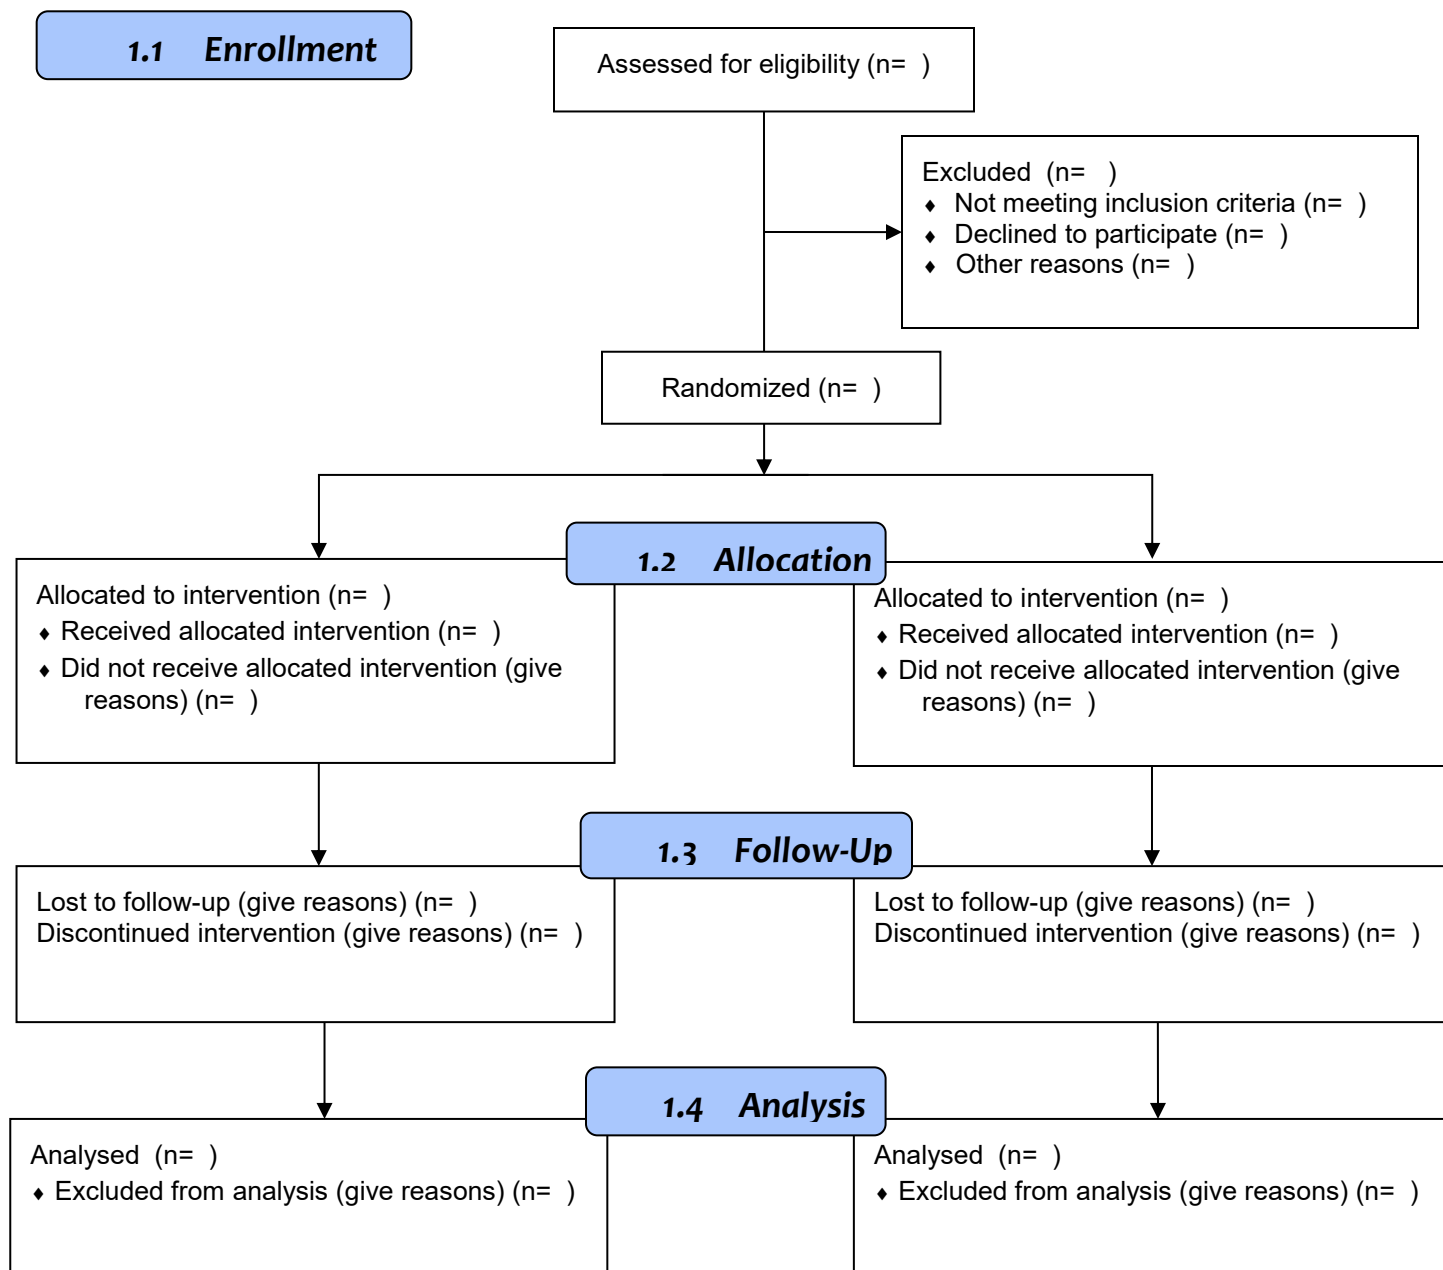 1.1 Enrollment
Assessed for eligibility (n= )
Excluded (n= )
♦ Not meeting inclusion criteria (n= )
♦ Declined to participate (n= )
♦ Other reasons (n= )
Randomized (n= )
1.2 Allocation
Allocated to intervention (n= )
♦ Received allocated intervention (n= )
♦ Did not receive allocated intervention (give
reasons) (n= )
Allocated to intervention (n= )
♦ Received allocated intervention (n= )
♦ Did not receive allocated intervention (give
reasons) (n= )
1.3 Follow-Up
Lost to follow-up (give reasons) (n= )
Discontinued intervention (give reasons) (n= )
Lost to follow-up (give reasons) (n= )
Discontinued intervention (give reasons) (n= )
1.4 Analysis
Analysed (n= )
♦ Excluded from analysis (give reasons) (n= )
Analysed (n= )
♦ Excluded from analysis (give reasons) (n= )